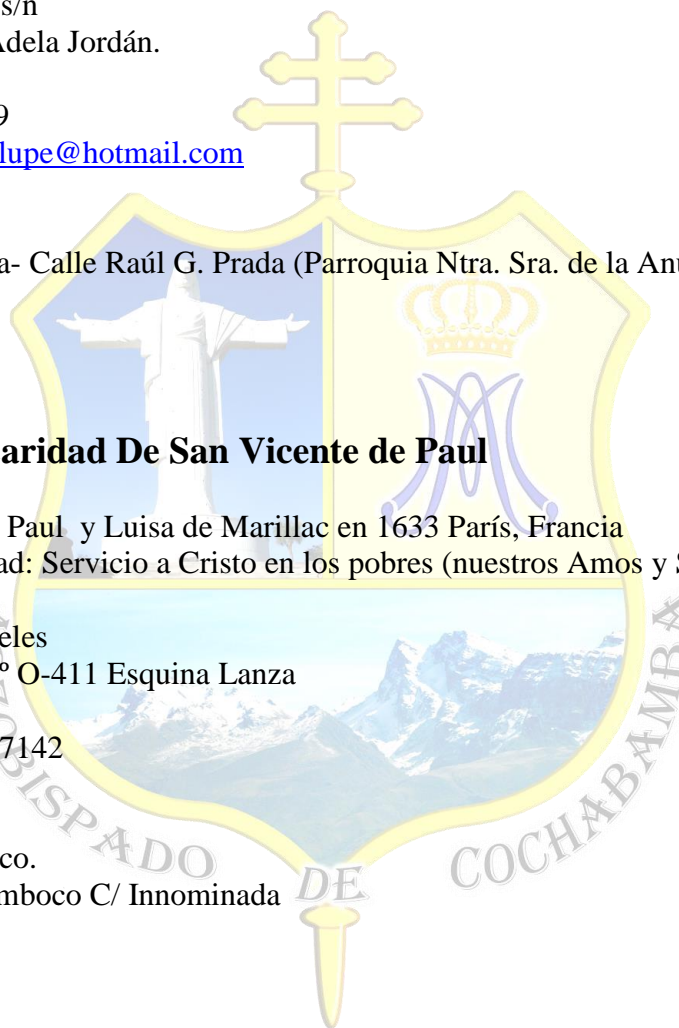 s/n
Adela Jordán.
9
lupe@hotmail.com
a- Calle Raúl G. Prada (Parroquia Ntra. Sra. de la Anu
aridad De San Vicente de Paul
Paul y Luisa de Marillac en 1633 París, Francia
ad: Servicio a Cristo en los pobres (nuestros Amos y S
eles
º O-411 Esquina Lanza
7142
co.
mboco C/ Innominada
ZOBISPADO DE COCHABAMBA